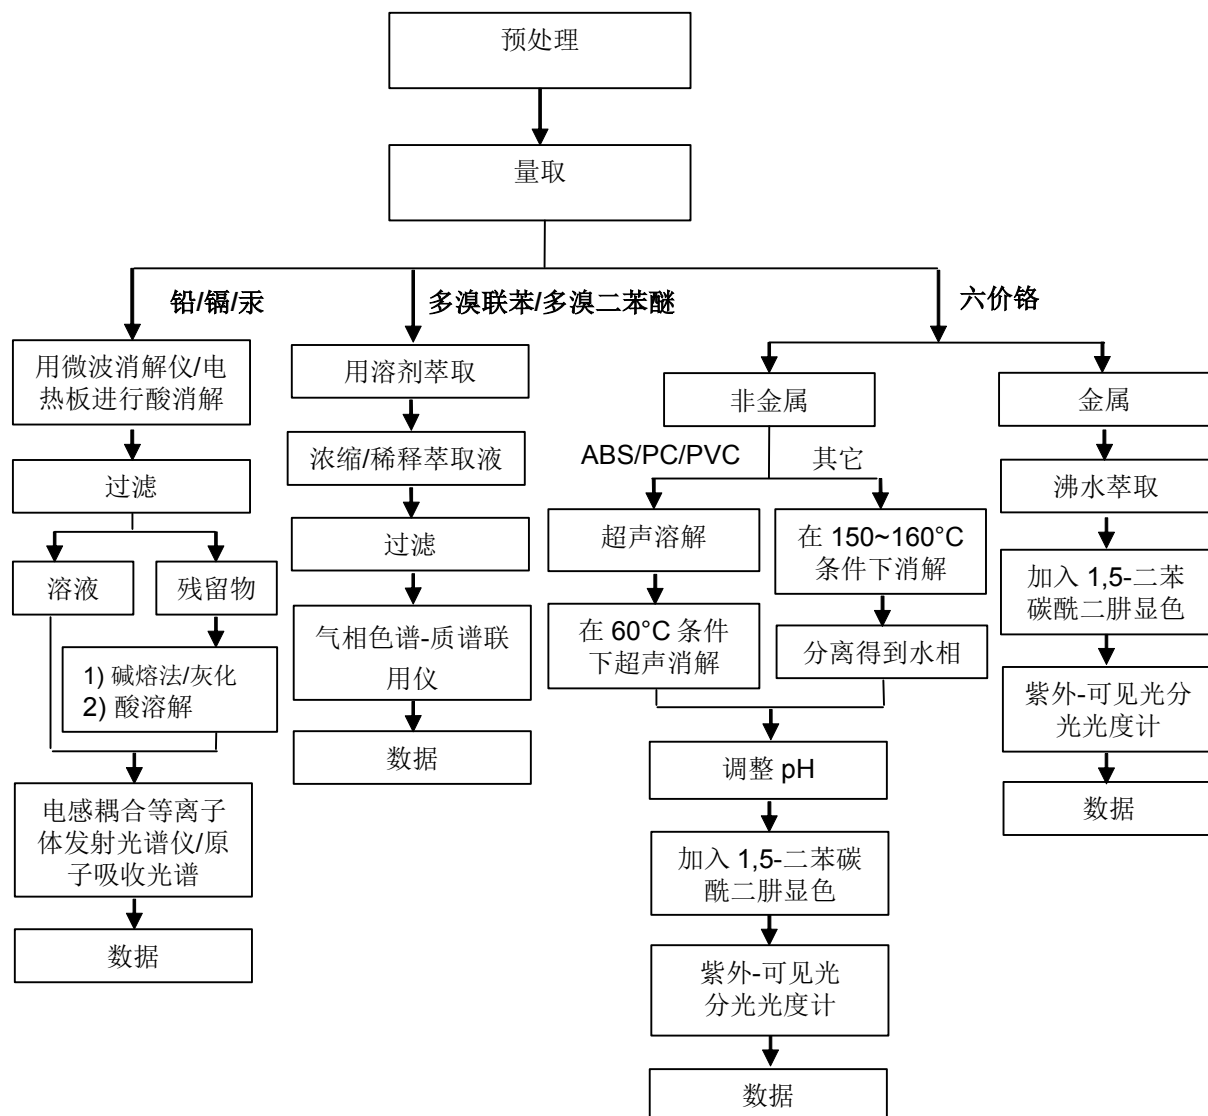 预处理
量取
铅/镉/汞
多溴联苯/多溴二苯醚
六价铬
用微波消解仪/电
热板进行酸消解
过滤
溶液
残留物
1) 碱熔法/灰化
2) 酸溶解
电感耦合等离子
体发射光谱仪/原
子吸收光谱
数据
用溶剂萃取
浓缩/稀释萃取液
过滤
气相色谱-质谱联
用仪
数据
非金属
ABS/PC/PVC
其它
超声溶解
在 60°C 条件
下超声消解
在 150~160°C
条件下消解
分离得到水相
调整 pH
加入 1,5-二苯碳
酰二肼显色
紫外-可见光
分光光度计
数据
金属
沸水萃取
加入 1,5-二苯
碳酰二肼显色
紫外-可见光分
光光度计
数据